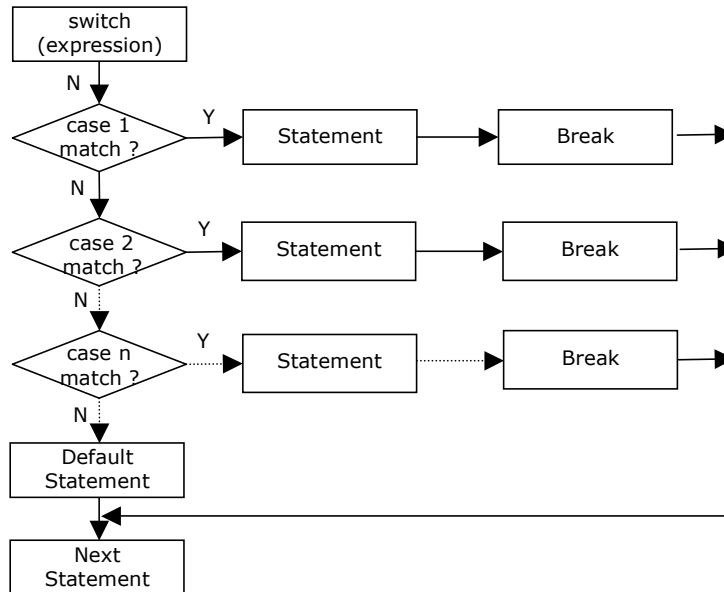 switch
(expression)
N
case 1
match ?
Y
Statement
Break
N
case 2
match ?
Y
Statement
Break
N
case n
match ?
Y
Statement
Break
N
Default
Statement
Next
Statement